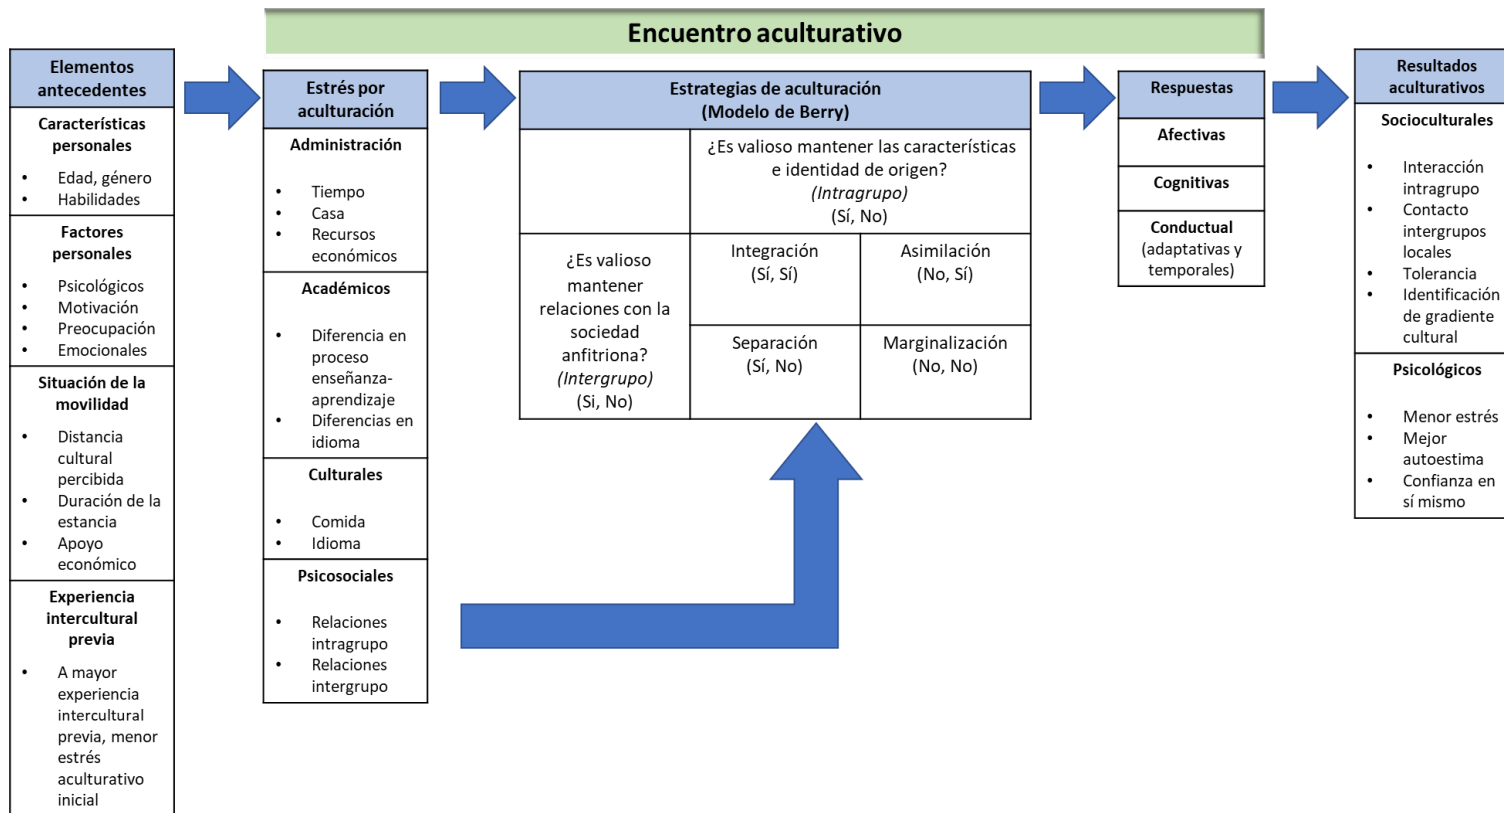 Encuentro aculturativo
Elementos
antecedentes
Características
personales
• Edad, género
• Habilidades
Factores
personales
• Psicológicos
• Motivación
• Preocupación
• Emocionales
Situación de la
movilidad
• Distancia
cultural
percibida
• Duración de la
estancia
• Apoyo
económico
Experiencia
intercultural
previa
• A mayor
experiencia
intercultural
previa, menor
estrés
aculturativo
inicial
Estrés por
aculturación
Administración
• Tiempo
• Casa
• Recursos
económicos
Académicos
• Diferencia en
proceso
enseñanza-
aprendizaje
• Diferencias en
idioma
Culturales
• Comida
• Idioma
Psicosociales
• Relaciones
intragrupo
• Relaciones
intergrupo
Estrategias de aculturación
(Modelo de Berry)
¿Es valioso mantener las características
e identidad de origen?
(Intragrupo)
(Sí, No)
¿Es valioso
mantener
relaciones con la
sociedad
anfitriona?
(Intergrupo)
(Si, No)
Integración
(Sí, Sí)
Asimilación
(No, Sí)
Separación
(Sí, No)
Marginalización
(No, No)
Respuestas
Afectivas
Cognitivas
Conductual
(adaptativas y
temporales)
Resultados
aculturativos
Socioculturales
• Interacción
intragrupo
• Contacto
intergrupos
locales
• Tolerancia
• Identificación
de gradiente
cultural
Psicológicos
• Menor estrés
• Mejor
autoestima
• Confianza en
sí mismo